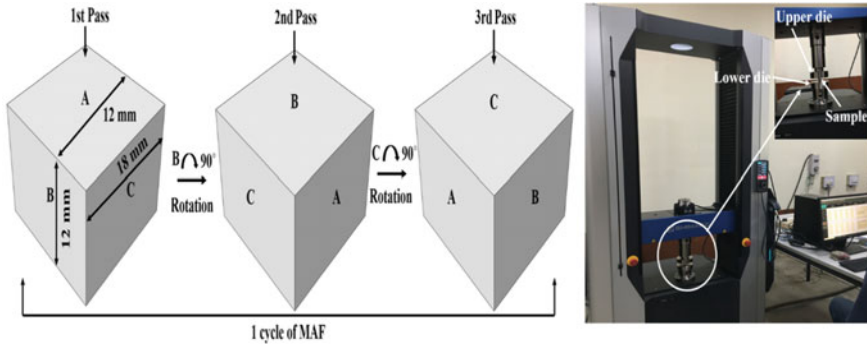 1st Pass
2nd Pass
3rd Pass
A
12 mm
B
12 mm
18 mm
C
B 90°
Rotation
B
C
A
C 90°
Rotation
C
A
B
1 cycle of MAF
Upper die
Lower die
Sample